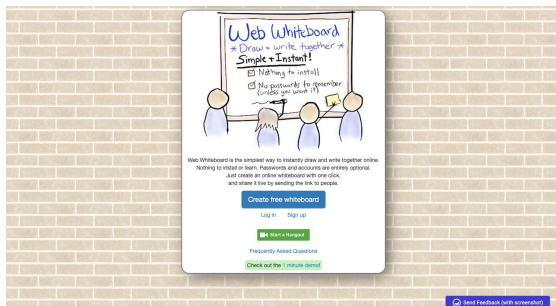 Web Whiteboard
* Draw + write together *
Simple + Instant!
Nothing to install
No passwords to remember
(unless you want it)
Web Whiteboard is the simplest way to instantly draw and write together online.
Nothing to install or learn. Passwords and accounts are entirely optional.
Just create an online whiteboard with one click,
and share it live by sending the link to people.
Create free whiteboard
Log in Sign up
Start a Hangout
Frequently Asked Questions
Check out the 1 minute demo!
Send Feedback (with screenshot)